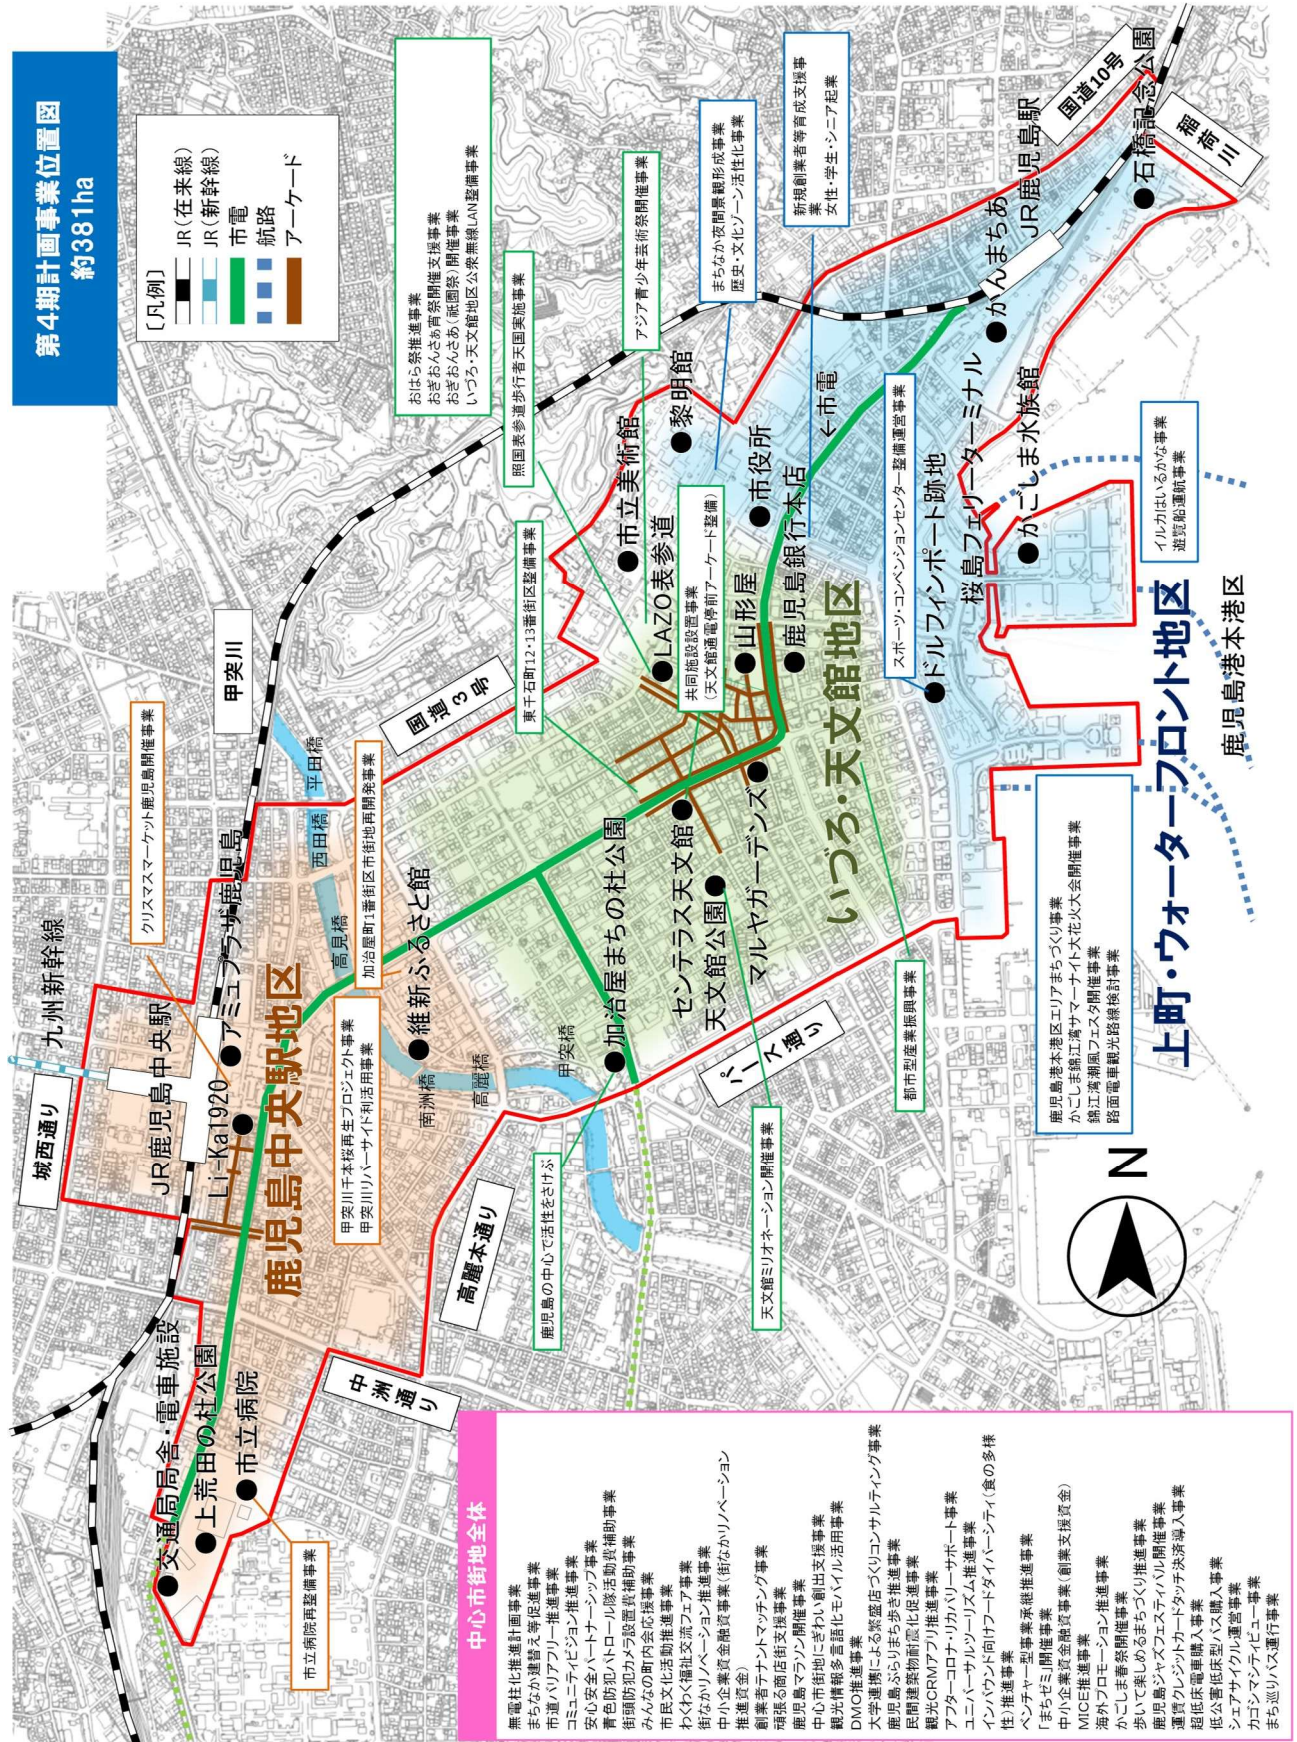 第4期計画事業位置図
約381ha
[凡例]
JR(在来線)
JR(新幹線)
市電
航路
アーケード
おはら祭推進事業
おぎおんさぁ宵祭開催支援事業
おぎおんさぁ(祇園祭)開催事業
いづろ・天文館地区公衆無線LAN整備事業
照国表参道歩行者天国実施事業
アジア青少年芸術祭開催事業
まちなか夜間景観形成事業
歴史・文化ゾーン活性化事業
新規創業者等育成支援事
業
女性・学生・シニア起業
国道10号
稲荷
川
石橋記念公園
JR鹿児島駅
かんまちあ
甲突川
国道3号
東千石町12・13番街区整備事業
市立美術館
黎明館
LAZO表参道
市役所
共同施設設置事業
(天文館通電停前アーケード整備)
山形屋
鹿児島銀行本店
←市電
スポーツ・コンベンションセンター整備運営事業
ドルフィンポート跡地
桜島フェリーターミナル
かごしま水族館
イルカはいるかな事業
遊覧船運航事業
クリスマスマーケット鹿児島開催事業
平田橋
西田橋
高見橋
加治屋町1番街区市街地再開発事業
九州新幹線
城西通り
JR鹿児島中央駅
アミュプラザ鹿児島
Li-Ka1920
鹿児島中央駅地区
甲突川千本桜再生プロジェクト事業
甲突川リバーサイド利活用事業
維新ふるさと館
南洲橋
高麗橋
甲突橋
加治屋まちの杜公園
センテラス天文館
天文館公園
マルヤガーデンズ
いづろ・天文館地区
都市型産業振興事業
パース通り
鹿児島港本港区エリアまちづくり事業
かごしま錦江湾サマーナイト大花火大会開催事業
錦江湾潮風フェスタ開催事業
路面電車観光路線検討事業
上町・ウォーターフロント地区
鹿児島港本港区
N
鹿児島の中心で活性をさけぶ
天文館ミリオネーション開催事業
高麗本通り
中洲通
り
交通局局舎・電車施設
上荒田の杜公園
市立病院
市立病院再整備事業
中心市街地全体
無電柱化推進計画事業
まちなか建替え等促進事業
市道バリアフリー推進事業
コミュニティビジョン推進事業
安心安全パートナーシップ事業
青色防犯パトロール隊活動費補助事業
街頭防犯カメラ設置費補助事業
みんなの町内会応援事業
市民文化活動推進事業
わくわく福祉交流フェア事業
街なかリノベーション推進事業
中小企業資金融資事業(街なかリノベーション
推進資金)
創業者テナントマッチング事業
頑張る商店街支援事業
鹿児島マラソン開催事業
中心市街地にぎわい創出支援事業
観光情報多言語化モバイル活用事業
DMO推進事業
大学連携による繁盛店づくりコンサルティング事業
鹿児島ぶらりまち歩き推進事業
民間建築物耐震化促進事業
観光CRMアプリ推進事業
アフターコロナ・リカバリーサポート事業
ユニバーサルツーリズム推進事業
インバウンド向けフードダイバーシティ(食の多様
性)推進事業
ベンチャー型事業承継推進事業
「まちゼミ」開催事業
中小企業資金融資事業(創業支援資金)
MICE推進事業
海外プロモーション推進事業
かごしま春祭開催事業
歩いて楽しめるまちづくり推進事業
鹿児島ジャズフェスティバル開催事業
運賃クレジットカードタッチ決済導入事業
超低床電車購入事業
低公害低床型バス購入事業
シェアサイクル運営事業
カゴシマシティビュー事業
まち巡りバス運行事業